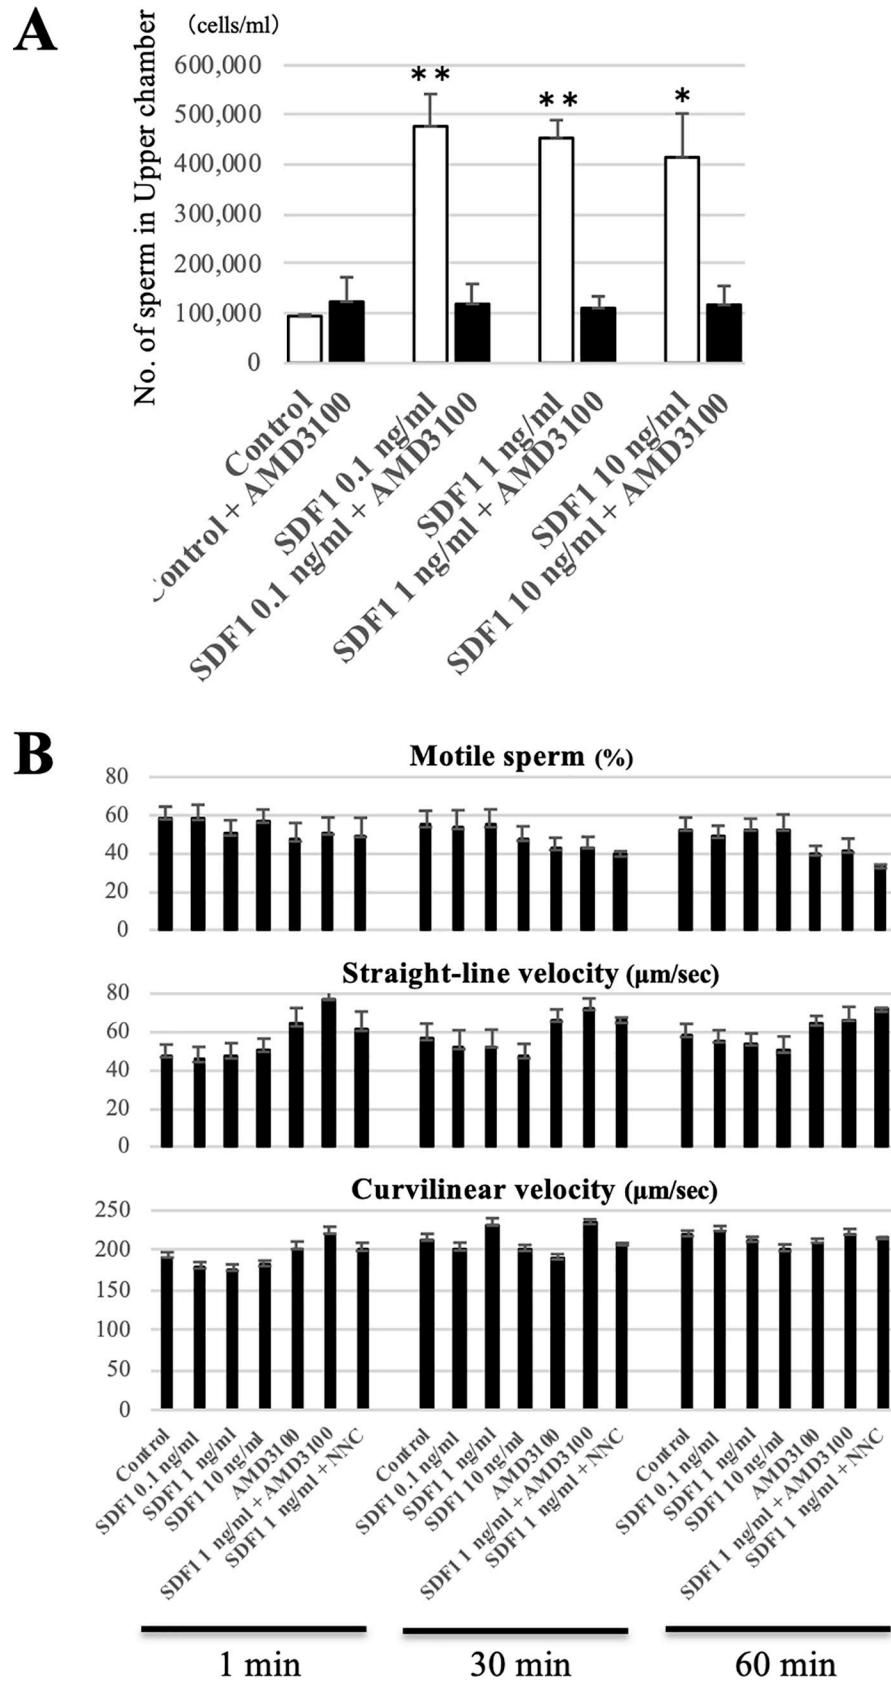 A
(cells/ml)
No. of sperm in Upper chamber
600,000
500,000
400,000
300,000
200,000
100,000
0
**
**
*
Control
ontrol + AMD3100
SDF1 0.1 ng/ml
SDF1 0.1 ng/ml + AMD3100
SDF1 1 ng/ml
SDF1 1 ng/ml + AMD3100
SDF1 10 ng/ml
SDF1 10 ng/ml + AMD3100
B
Motile sperm (%)
80
60
40
20
0
Straight-line velocity (μm/sec)
80
60
40
20
0
Curvilinear velocity (μm/sec)
250
200
150
100
50
0
Control
SDF1 0.1 ng/ml
SDF1 1 ng/ml
SDF1 10 ng/ml
AMD3100
SDF1 1 ng/ml + AMD3100
SDF1 1 ng/ml + NNC
Control
SDF1 0.1 ng/ml
SDF1 1 ng/ml
SDF1 10 ng/ml
AMD3100
SDF1 1 ng/ml + AMD3100
SDF1 1 ng/ml + NNC
Control
SDF1 0.1 ng/ml
SDF1 1 ng/ml
SDF1 10 ng/ml
AMD3100
SDF1 1 ng/ml + AMD3100
SDF1 1 ng/ml + NNC
1 min
30 min
60 min